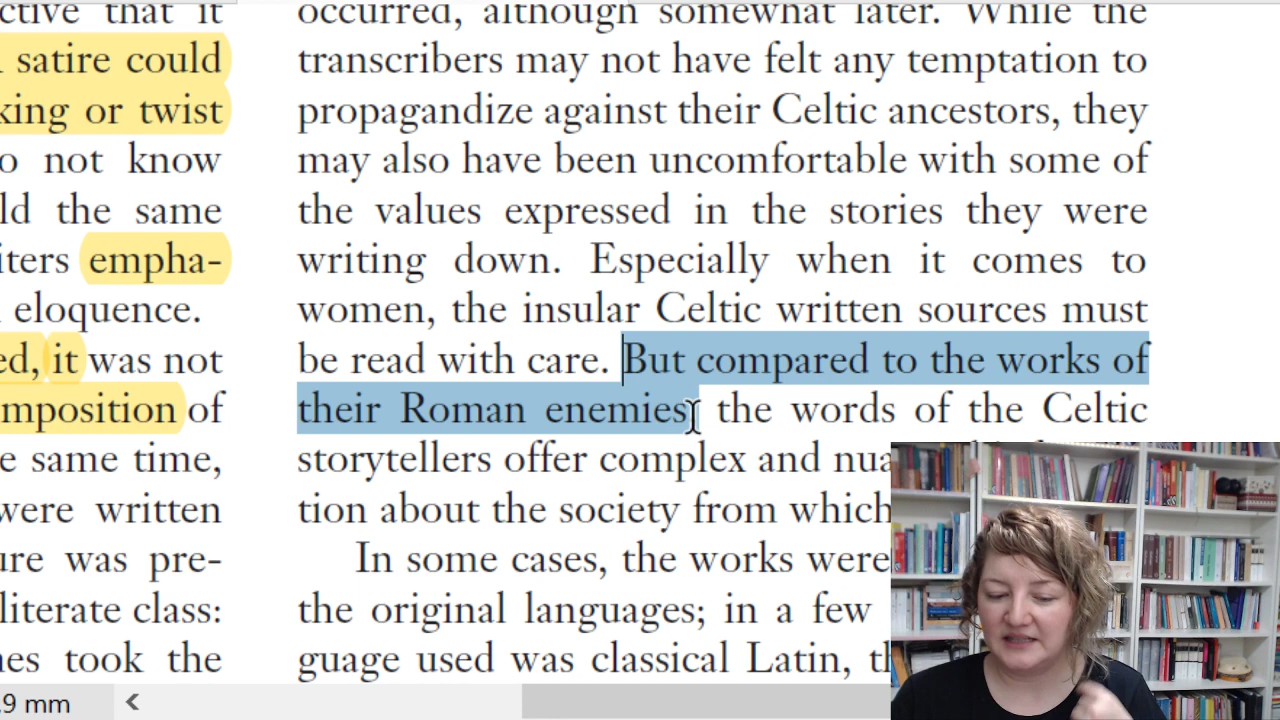 ctive that it
satire could
king or twist
not know
ld the same
iters empha-
eloquence.
ed, it was not
mposition of
e same time,
were written
ure was pre-
literate class:
nes took the
occurred, although somewhat later. While the
transcribers may not have felt any temptation to
propagandize against their Celtic ancestors, they
may also have been uncomfortable with some of
the values expressed in the stories they were
writing down. Especially when it comes to
women, the insular Celtic written sources must
be read with care. But compared to the works of
their Roman enemies, the words of the Celtic
storytellers offer complex and nua
tion about the society from which
In some cases, the works were
the original languages; in a few
guage used was classical Latin, th
.9 mm